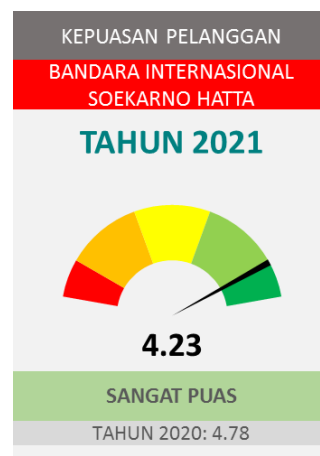 KEPUASAN PELANGGAN
BANDARA INTERNASIONAL
SOEKARNO HATTA
TAHUN 2021
4.23
SANGAT PUAS
TAHUN 2020: 4.78